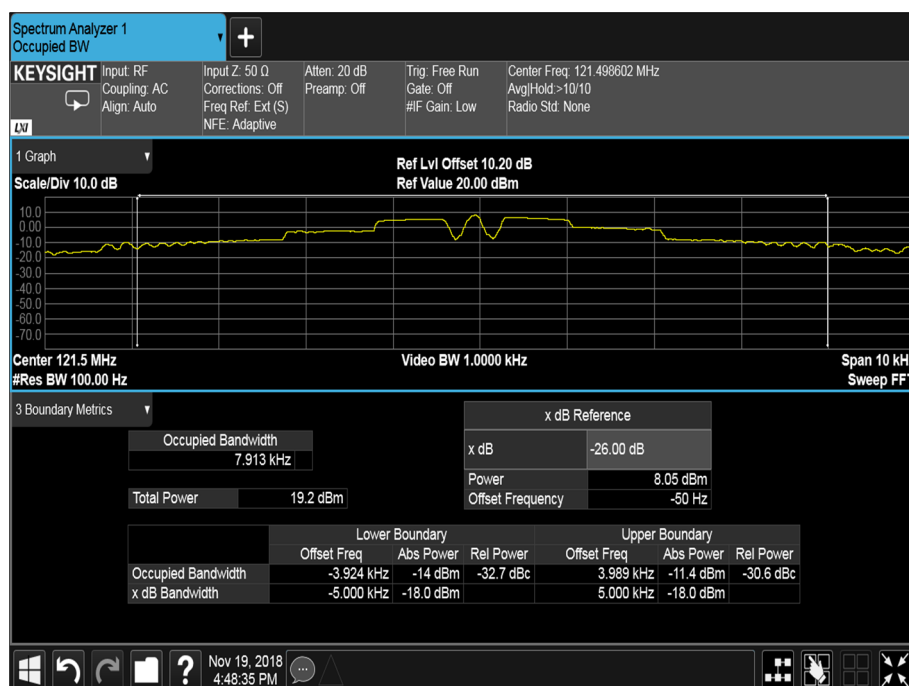 Spectrum Analyzer 1
Occupied BW
+
KEYSIGHT Input: RF Input Z: 50 Ω Atten: 20 dB Trig: Free Run Center Freq: 121.498602 MHz
Coupling: AC Corrections: Off Preamp: Off Gate: Off Avg|Hold:>10/10
Align: Auto Freq Ref: Ext (S) #IF Gain: Low Radio Std: None
LXI NFE: Adaptive
1 Graph
Ref Lvl Offset 10.20 dB
Scale/Div 10.0 dB Ref Value 20.00 dBm
10.0
0.00
-10.0
-20.0
-30.0
-40.0
-50.0
-60.0
-70.0
Center 121.5 MHz Video BW 1.0000 kHz Span 10 kH
#Res BW 100.00 Hz Sweep FF
3 Boundary Metrics
x dB Reference
Occupied Bandwidth
7.913 kHz
x dB -26.00 dB
Power 8.05 dBm
Total Power 19.2 dBm
Offset Frequency -50 Hz
Lower Boundary Upper Boundary
Offset Freq Abs Power Rel Power Offset Freq Abs Power Rel Power
Occupied Bandwidth -3.924 kHz -14 dBm -32.7 dBc 3.989 kHz -11.4 dBm -30.6 dBc
x dB Bandwidth -5.000 kHz -18.0 dBm 5.000 kHz -18.0 dBm
? Nov 19, 2018
4:48:35 PM